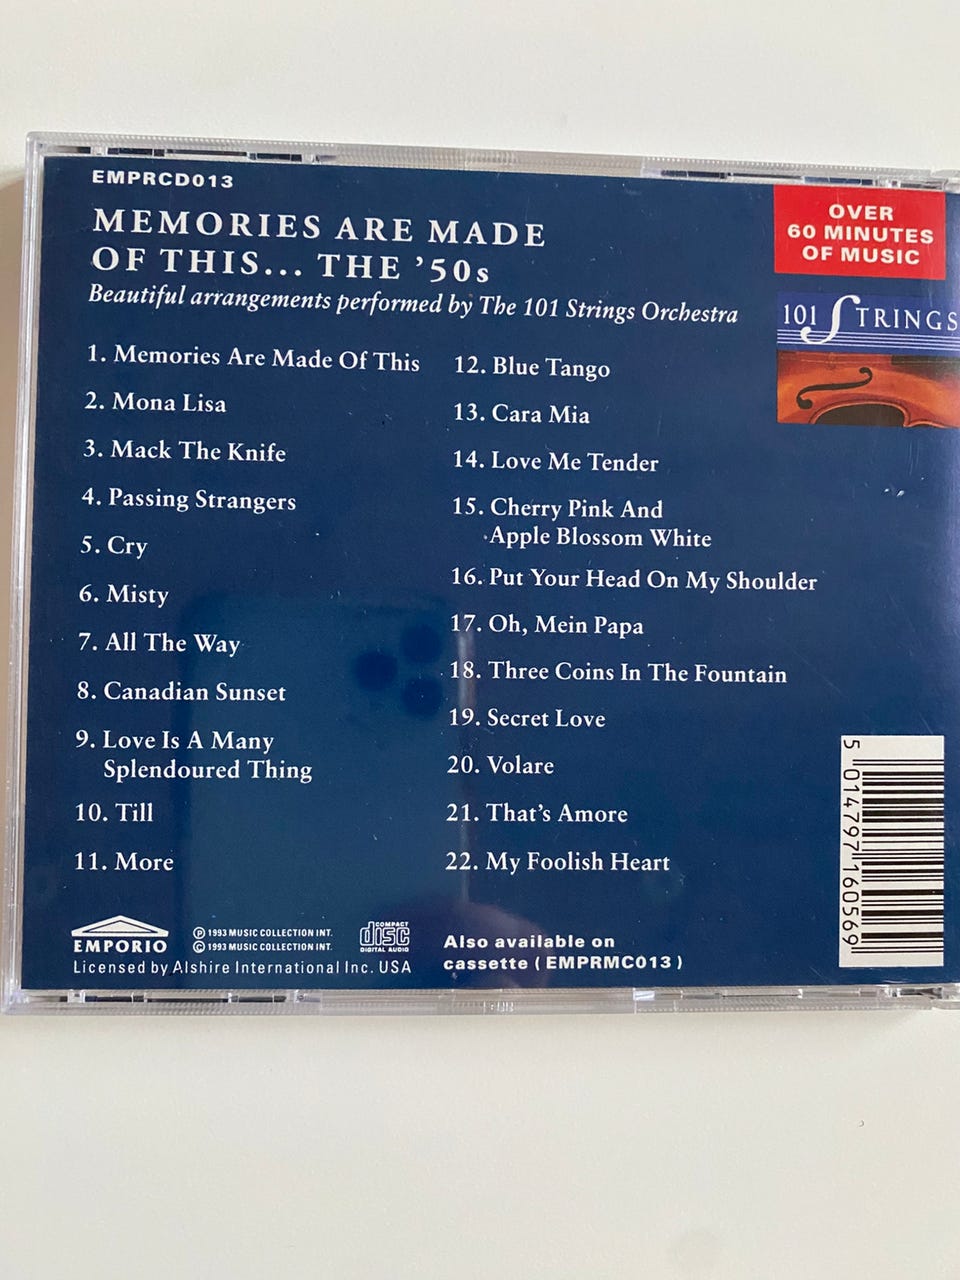 EMPRCD013
MEMORIES ARE MADE
OF THIS... THE ’50s
Beautiful arrangements performed by The 101 Strings Orchestra
OVER
60 MINUTES
OF MUSIC
101 STRINGS
1. Memories Are Made Of This
2. Mona Lisa
3. Mack The Knife
4. Passing Strangers
5. Cry
6. Misty
7. All The Way
8. Canadian Sunset
9. Love Is A Many
Splendoured Thing
10. Till
11. More
12. Blue Tango
13. Cara Mia
14. Love Me Tender
15. Cherry Pink And
Apple Blossom White
16. Put Your Head On My Shoulder
17. Oh, Mein Papa
18. Three Coins In The Fountain
19. Secret Love
20. Volare
21. That’s Amore
22. My Foolish Heart
5 014797 160569
EMPORIO
℗ 1993 MUSIC COLLECTION INT.
© 1993 MUSIC COLLECTION INT.
COMPACT
disc
DIGITAL AUDIO
Licensed by Alshire International Inc. USA
Also available on
cassette ( EMPRMC013 )